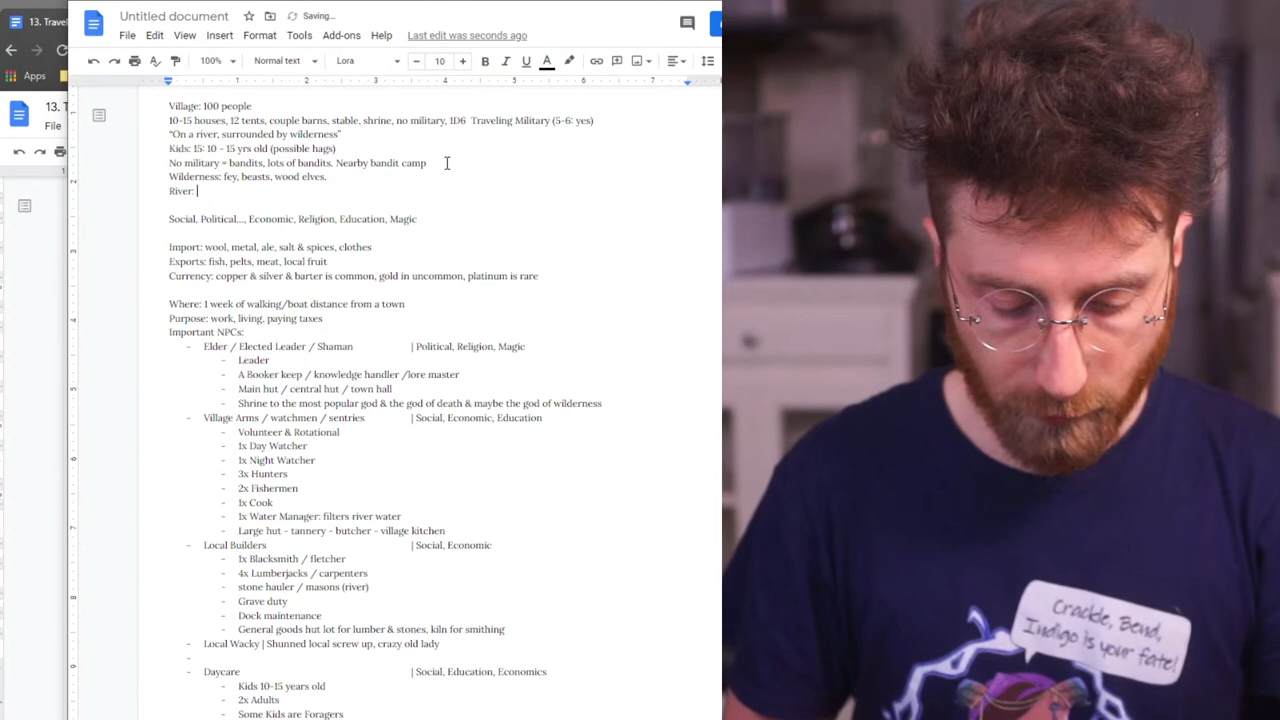 13. Travel
Apps
13. T
File
Untitled document
Saving...
File Edit View Insert Format Tools Add-ons Help Last edit was seconds ago
100% Normal text Lora 10 B I U A
1 2 3 4 5 6 7
Village: 100 people
10-15 houses, 12 tents, couple barns, stable, shrine, no military, 1D6 Traveling Military (5-6: yes)
“On a river, surrounded by wilderness”
Kids: 15: 10 - 15 yrs old (possible hags)
No military = bandits, lots of bandits. Nearby bandit camp
Wilderness: fey, beasts, wood elves.
River:
Social, Political..., Economic, Religion, Education, Magic
Import: wool, metal, ale, salt & spices, clothes
Exports: fish, pelts, meat, local fruit
Currency: copper & silver & barter is common, gold in uncommon, platinum is rare
Where: 1 week of walking/boat distance from a town
Purpose: work, living, paying taxes
Important NPCs:
- Elder / Elected Leader / Shaman | Political, Religion, Magic
- Leader
- A Booker keep / knowledge handler /lore master
- Main hut / central hut / town hall
- Shrine to the most popular god & the god of death & maybe the god of wilderness
- Village Arms / watchmen / sentries | Social, Economic, Education
- Volunteer & Rotational
- 1x Day Watcher
- 1x Night Watcher
- 3x Hunters
- 2x Fishermen
- 1x Cook
- 1x Water Manager: filters river water
- Large hut - tannery - butcher - village kitchen
- Local Builders | Social, Economic
- 1x Blacksmith / fletcher
- 4x Lumberjacks / carpenters
- stone hauler / masons (river)
- Grave duty
- Dock maintenance
- General goods hut lot for lumber & stones, kiln for smithing
- Local Wacky | Shunned local screw up, crazy old lady
-
- Daycare | Social, Education, Economics
- Kids 10-15 years old
- 2x Adults
- Some Kids are Foragers
Crackle, Bend,
Indigo is your fate!